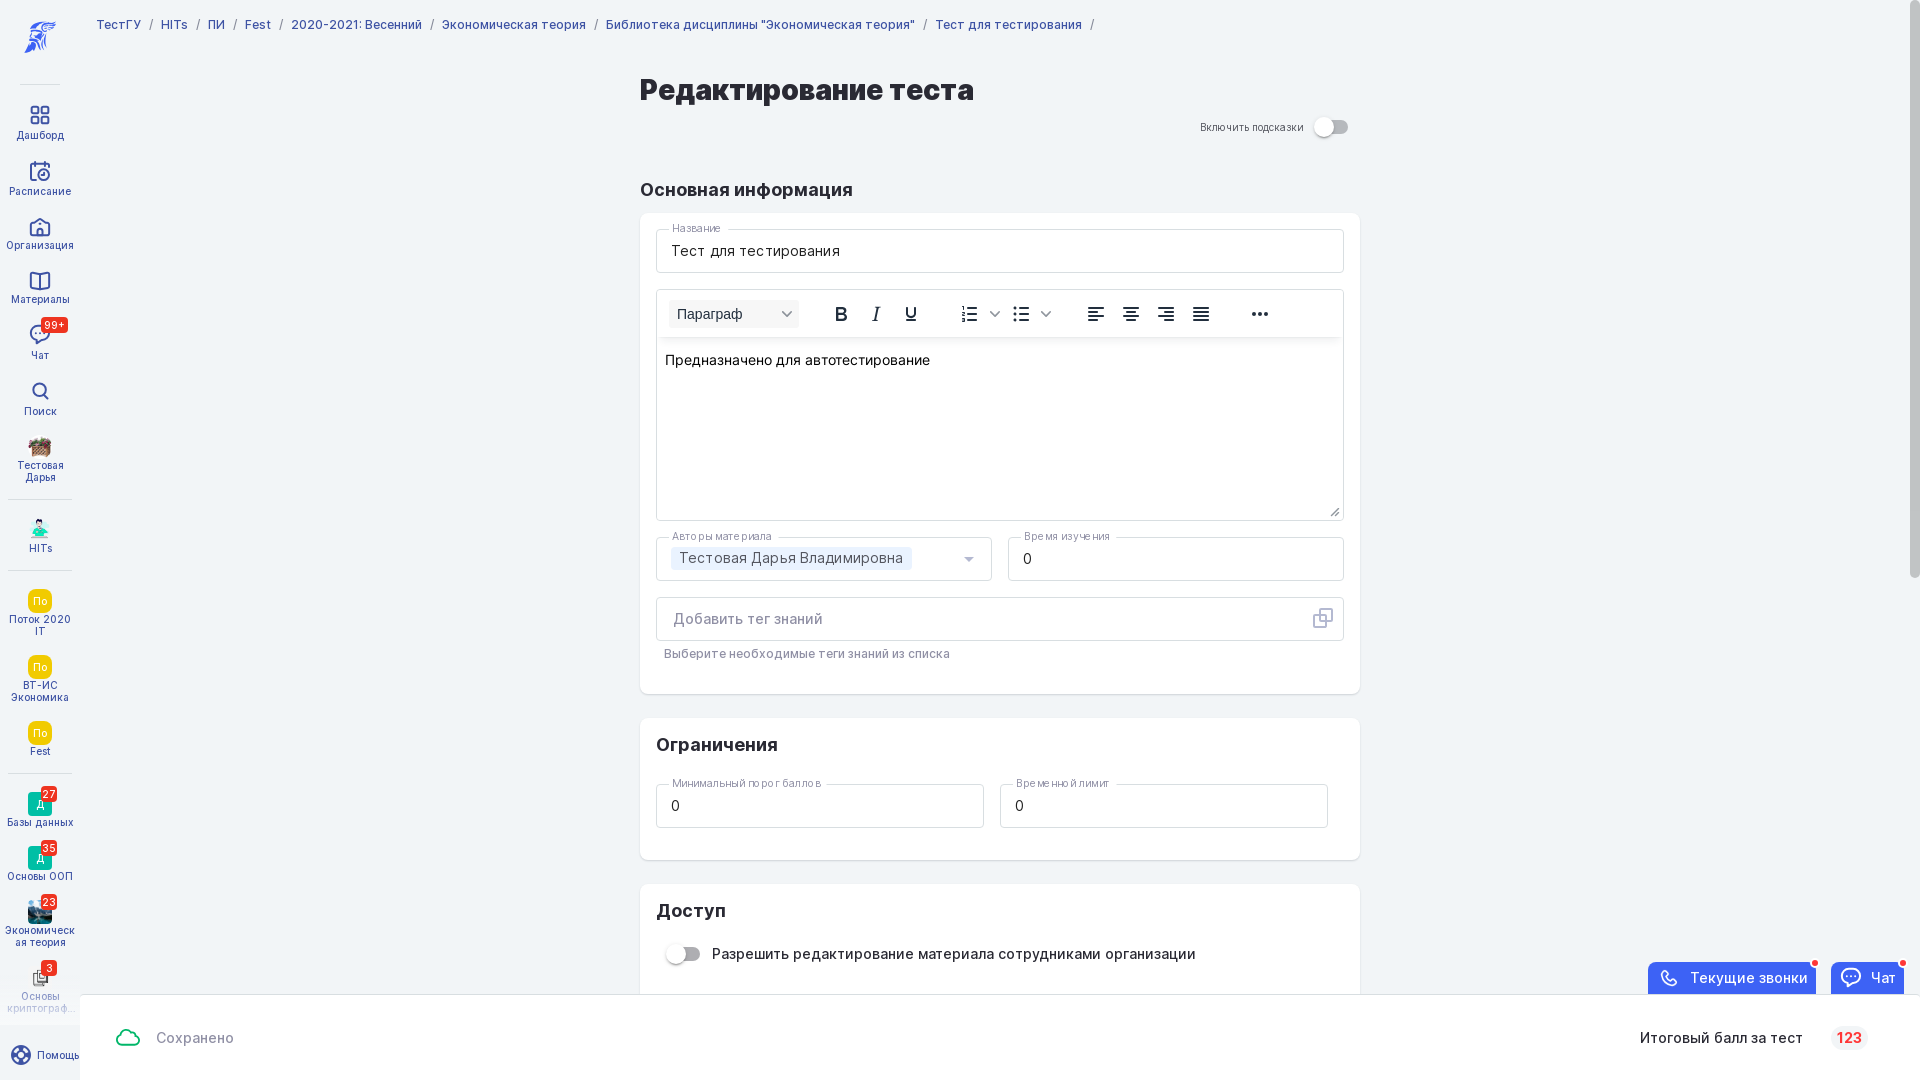 ТестГУ / HITs / ПИ / Fest / 2020-2021: Весенний / Экономическая теория / Библиотека дисциплины "Экономическая теория" / Тест для тестирования /
Дашборд
Расписание
Организация
Материалы
99+
Чат
Поиск
Тестовая
Дарья
HITs
По
Поток 2020
IT
По
ВТ-ИС
Экономика
По
Fest
27
Д
Базы данных
35
Д
Основы ООП
23
Экономическ
ая теория
3
Основы
криптограф...
Помощь
Редактирование теста
Включить подсказки
Основная информация
Название
Тест для тестирования
Параграф
B I U
Предназначено для автотестирование
Авторы материала
Тестовая Дарья Владимировна
Время изучения
0
Добавить тег знаний
Выберите необходимые теги знаний из списка
Ограничения
Минимальный порог баллов
0
Временной лимит
0
Доступ
Разрешить редактирование материала сотрудниками организации
Текущие звонки
Чат
Сохранено
Итоговый балл за тест 123